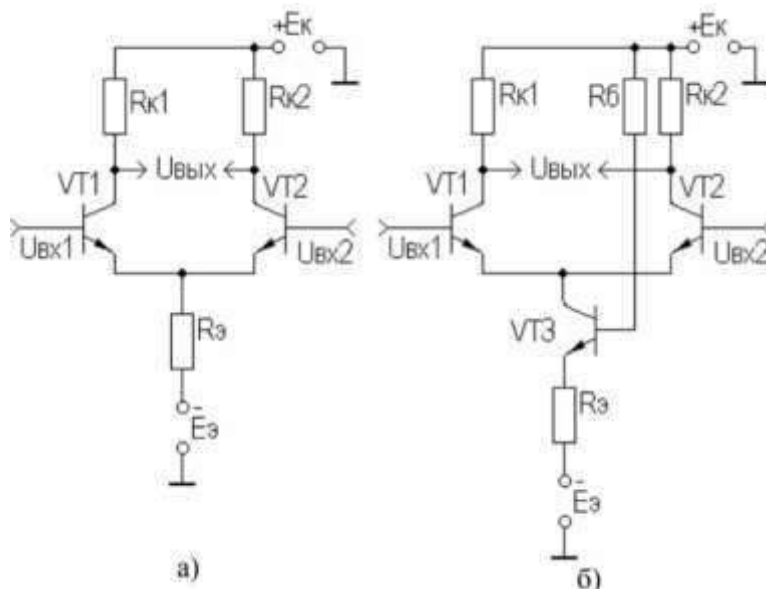 +Eк
Rк1
Rк2
VT1
Uвых
VT2
Uвх1
Uвх2
Rэ
-
Eэ
а)
+Eк
Rк1
Rб
Rк2
VT1
Uвых
VT2
Uвх1
Uвх2
VT3
Rэ
-
Eэ
б)